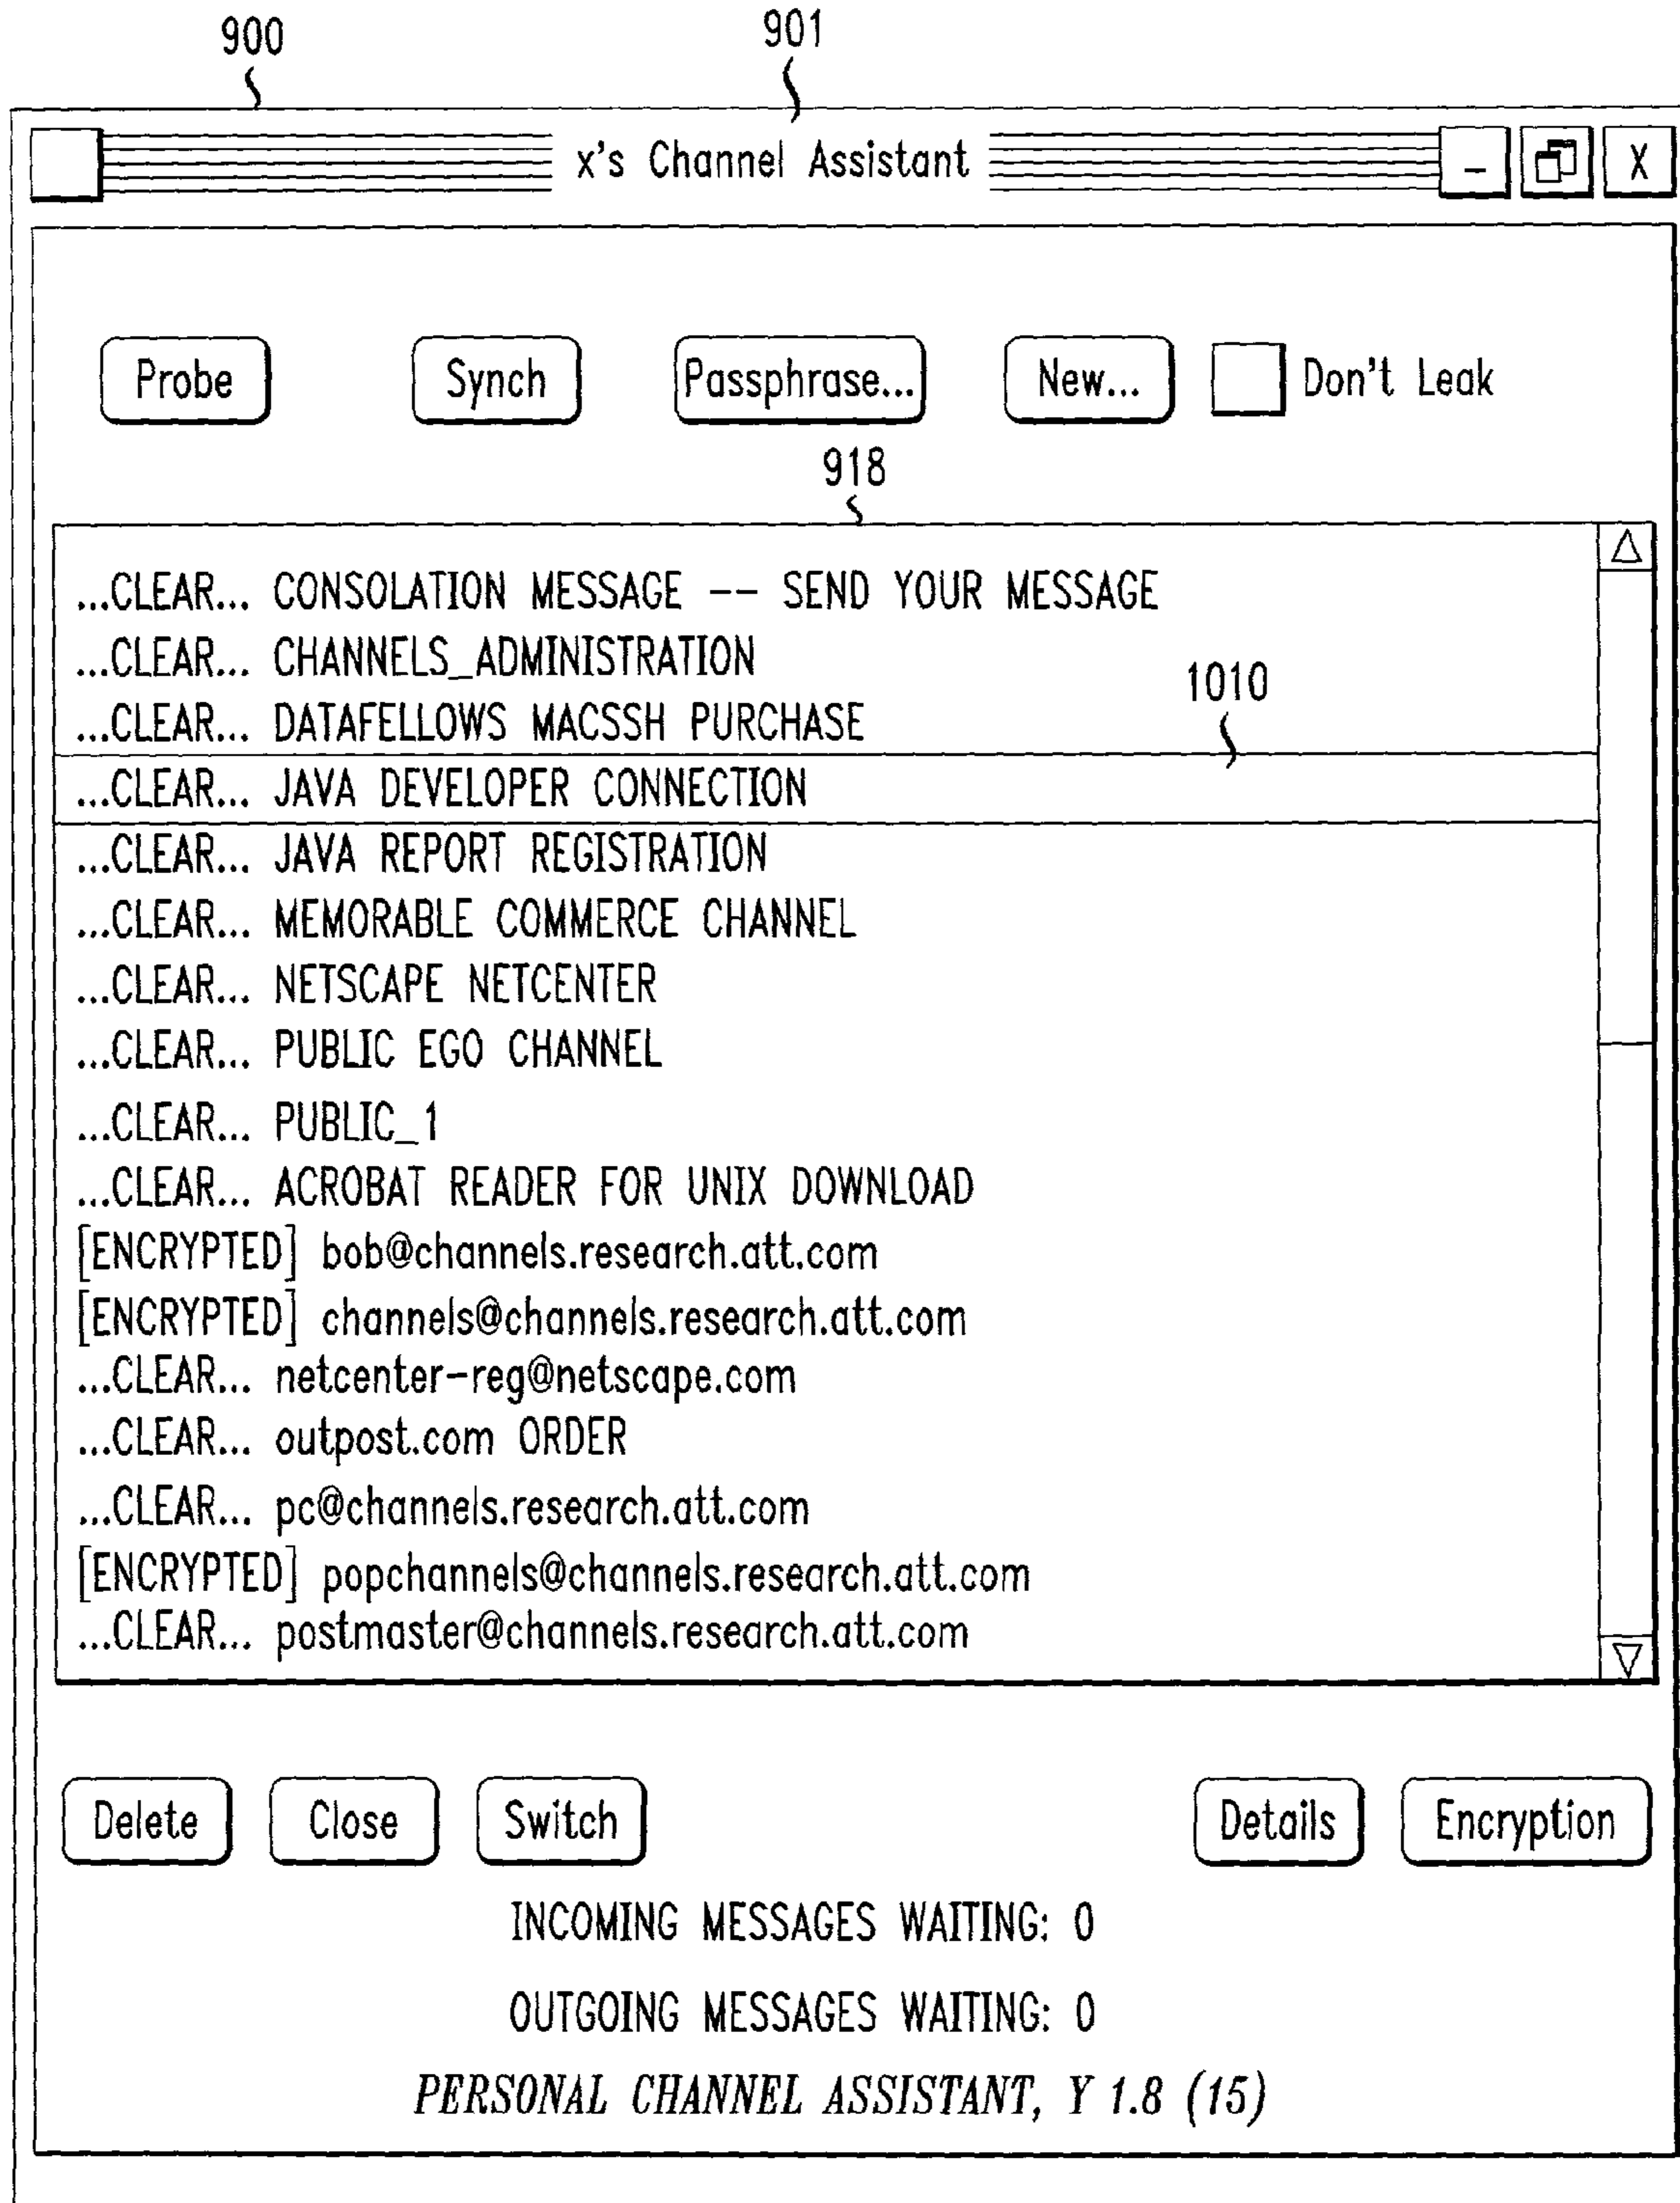 900 901
x's Channel Assistant – X
Probe Synch Passphrase... New... Don't Leak
918
...CLEAR... CONSOLATION MESSAGE -- SEND YOUR MESSAGE
...CLEAR... CHANNELS_ADMINISTRATION
1010
...CLEAR... DATAFELLOWS MACSSH PURCHASE
...CLEAR... JAVA DEVELOPER CONNECTION
...CLEAR... JAVA REPORT REGISTRATION
...CLEAR... MEMORABLE COMMERCE CHANNEL
...CLEAR... NETSCAPE NETCENTER
...CLEAR... PUBLIC EGO CHANNEL
...CLEAR... PUBLIC_1
...CLEAR... ACROBAT READER FOR UNIX DOWNLOAD
[ENCRYPTED] bob@channels.research.att.com
[ENCRYPTED] channels@channels.research.att.com
...CLEAR... netcenter-reg@netscape.com
...CLEAR... outpost.com ORDER
...CLEAR... pc@channels.research.att.com
[ENCRYPTED] popchannels@channels.research.att.com
...CLEAR... postmaster@channels.research.att.com
Delete Close Switch Details Encryption
INCOMING MESSAGES WAITING: 0
OUTGOING MESSAGES WAITING: 0
PERSONAL CHANNEL ASSISTANT, Y 1.8 (15)